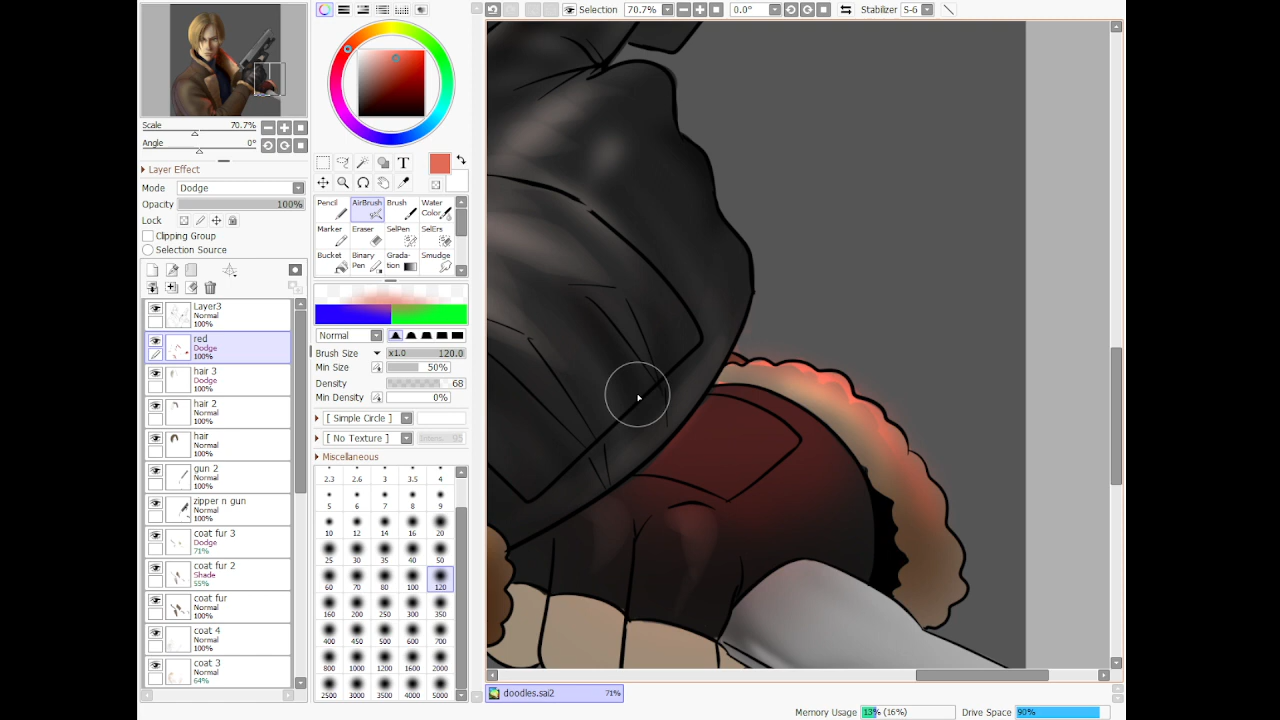 Selection 70.7% 0.0° Stabilizer S-6
Scale 70.7%
Angle 0°
Layer Effect
Mode Dodge
Opacity 100%
Lock
Clipping Group
Selection Source
Layer3
Normal
100%
red
Dodge
100%
hair 3
Dodge
100%
hair 2
Normal
100%
hair
Normal
100%
gun 2
Normal
100%
zipper n gun
Normal
100%
coat fur 3
Dodge
71%
coat fur 2
Shade
55%
coat fur
Normal
100%
coat 4
Normal
100%
coat 3
Normal
64%
T
Pencil AirBrush Brush Water Color
Marker Eraser SelPen SelErs
Bucket Binary Pen Grada-tion Smudge
Normal
Brush Size x1.0 120.0
Min Size 50%
Density 68
Min Density 0%
[ Simple Circle ]
[ No Texture ] Intens. 95
Miscellaneous
2.3 2.6 3 3.5 4
5 6 7 8 9
10 12 14 16 20
25 30 35 40 50
60 70 80 100 120
160 200 250 300 350
400 450 500 600 700
800 1000 1200 1600 2000
2500 3000 3500 4000 5000
doodles.sai2 71%
Memory Usage 13% (16%) Drive Space 90%